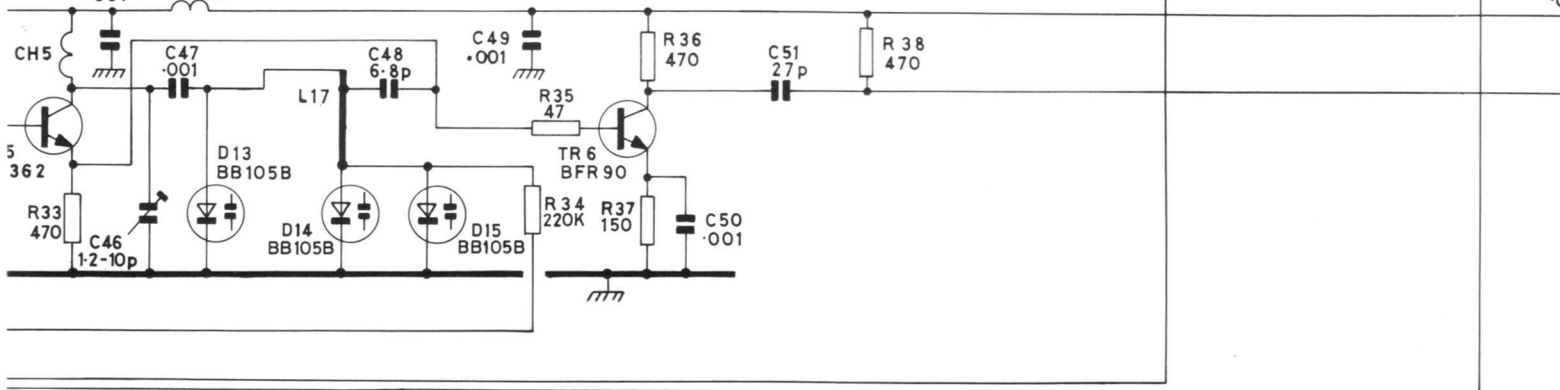 CH5
C47
.001
L17
C48
6.8p
C49
.001
R36
470
C51
27p
R38
470
R35
47
5
362
D13
BB105B
TR6
BFR90
R33
470
C46
1.2-10p
D14
BB105B
D15
BB105B
R34
220K
R37
150
C50
.001